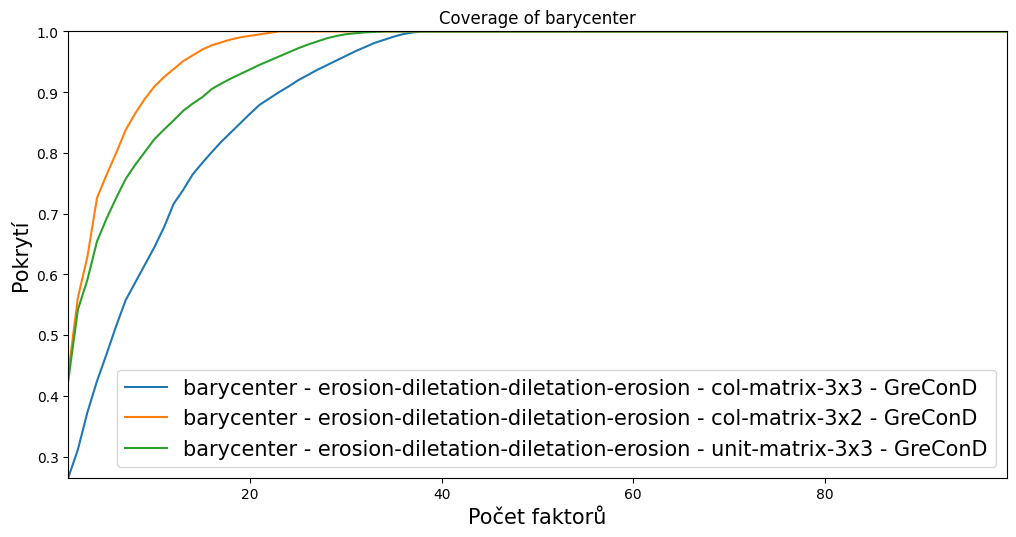 Coverage of barycenter
1.0
0.9
0.8
0.7
0.6
0.5
0.4
0.3
Pokrytí
barycenter - erosion-diletation-diletation-erosion - col-matrix-3x3 - GreConD
barycenter - erosion-diletation-diletation-erosion - col-matrix-3x2 - GreConD
barycenter - erosion-diletation-diletation-erosion - unit-matrix-3x3 - GreConD
20 40 60 80
Počet faktorů